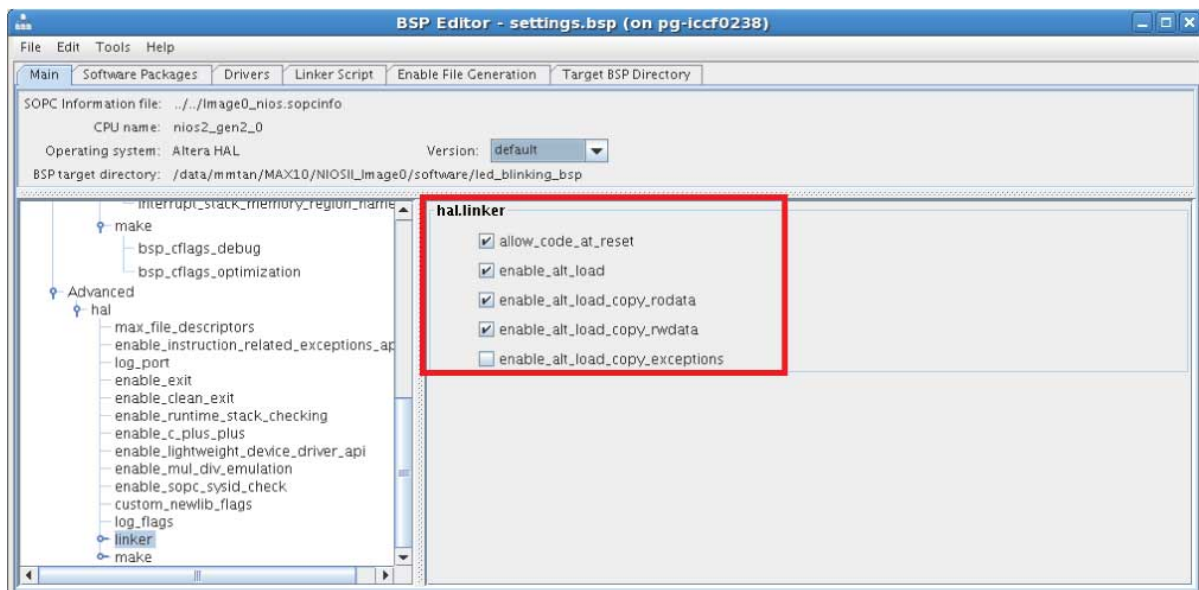 BSP Editor - settings.bsp (on pg-iccf0238)
File Edit Tools Help
Main Software Packages Drivers Linker Script Enable File Generation Target BSP Directory
SOPC Information file: ../../Image0_nios.sopcinfo
CPU name: nios2_gen2_0
Operating system: Altera HAL Version: default
BSP target directory: /data/mmtan/MAX10/NIOSII_Image0/software/led_blinking_bsp
interrupt_stack_memory_region_name
make
bsp_cflags_debug
bsp_cflags_optimization
Advanced
hal
max_file_descriptors
enable_instruction_related_exceptions_ap
log_port
enable_exit
enable_clean_exit
enable_runtime_stack_checking
enable_c_plus_plus
enable_lightweight_device_driver_api
enable_mul_div_emulation
enable_sopc_sysid_check
custom_newlib_flags
log_flags
linker
make
hal.linker
allow_code_at_reset
enable_alt_load
enable_alt_load_copy_rodata
enable_alt_load_copy_rwdata
enable_alt_load_copy_exceptions